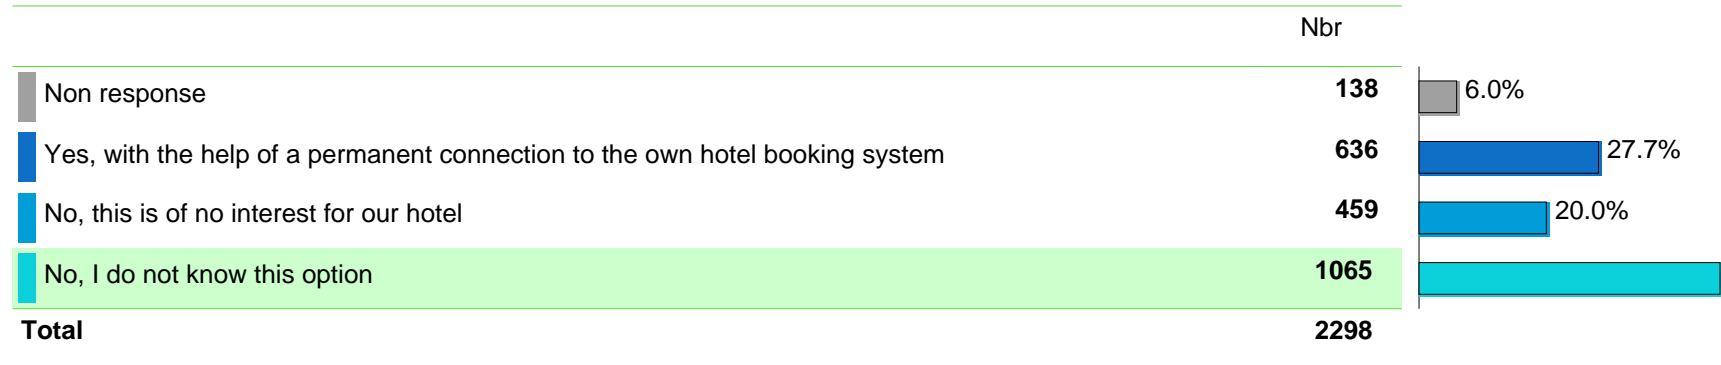 Nbr
Non response 138 6.0%
Yes, with the help of a permanent connection to the own hotel booking system 636 27.7%
No, this is of no interest for our hotel 459 20.0%
No, I do not know this option 1065
Total 2298